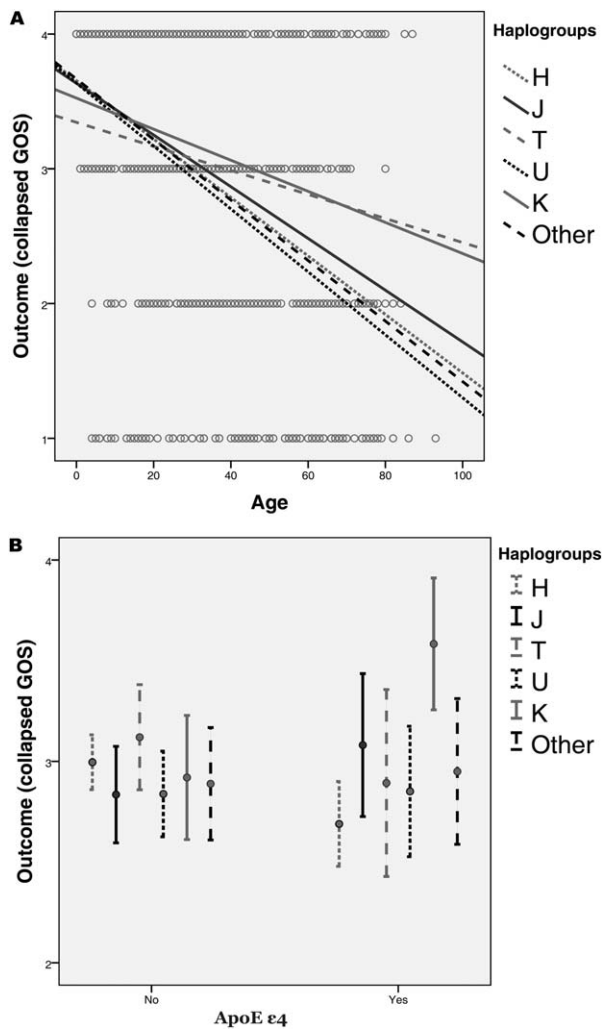 A
Outcome (collapsed GOS)
4
3
2
1
0 20 40 60 80 100
Age
Haplogroups
H
J
T
U
K
Other
B
Outcome (collapsed GOS)
4
3
2
No Yes
ApoE ε4
Haplogroups
H
J
T
U
K
Other